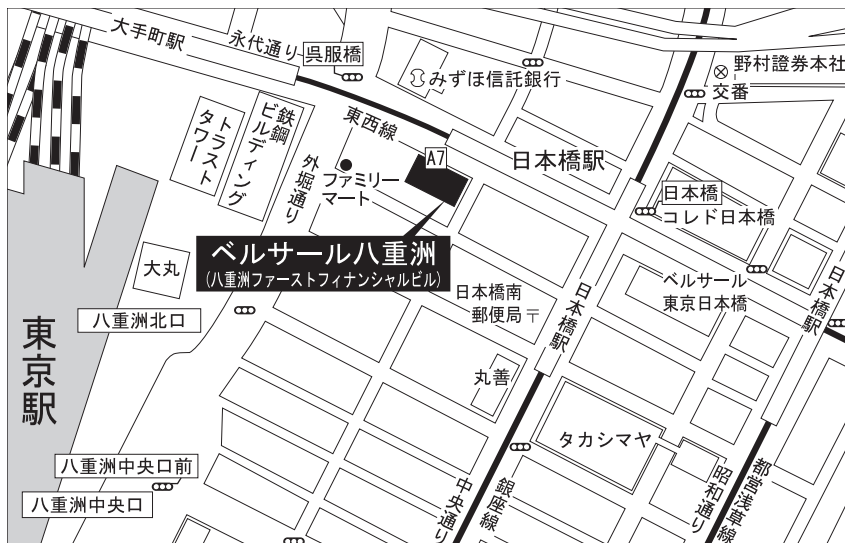 大手町駅
永代通り
呉服橋
みずほ信託銀行
野村證券本社
交番
東西線
鉄鋼
ビルディング
トラスト
タワー
外堀通り
ファミリー
マート
A7
日本橋駅
日本橋
コレド日本橋
ベルサール八重洲
(八重洲ファーストフィナンシャルビル)
大丸
八重洲北口
東京駅
日本橋南
郵便局〒
日本橋駅
ベルサール
東京日本橋
日本橋駅
丸善
タカシマヤ
八重洲中央口前
八重洲中央口
中央通り
銀座線
昭和通り
都営浅草線